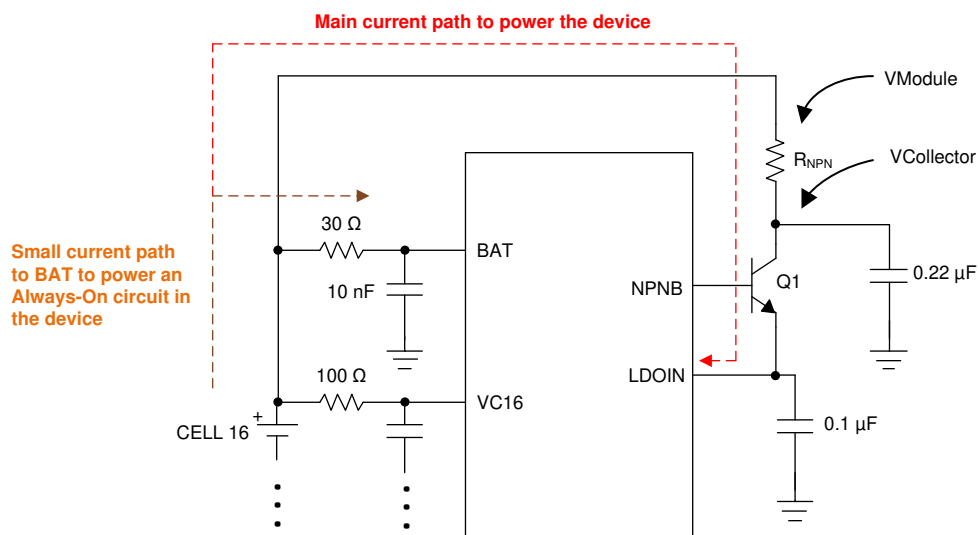 Main current path to power the device
VModule
R_NPN
VCollector
30 Ω
BAT
Small current path
to BAT to power an
Always-On circuit in
the device
10 nF
NPNB
Q1
0.22 µF
100 Ω
LDOIN
VC16
+
CELL 16
0.1 µF